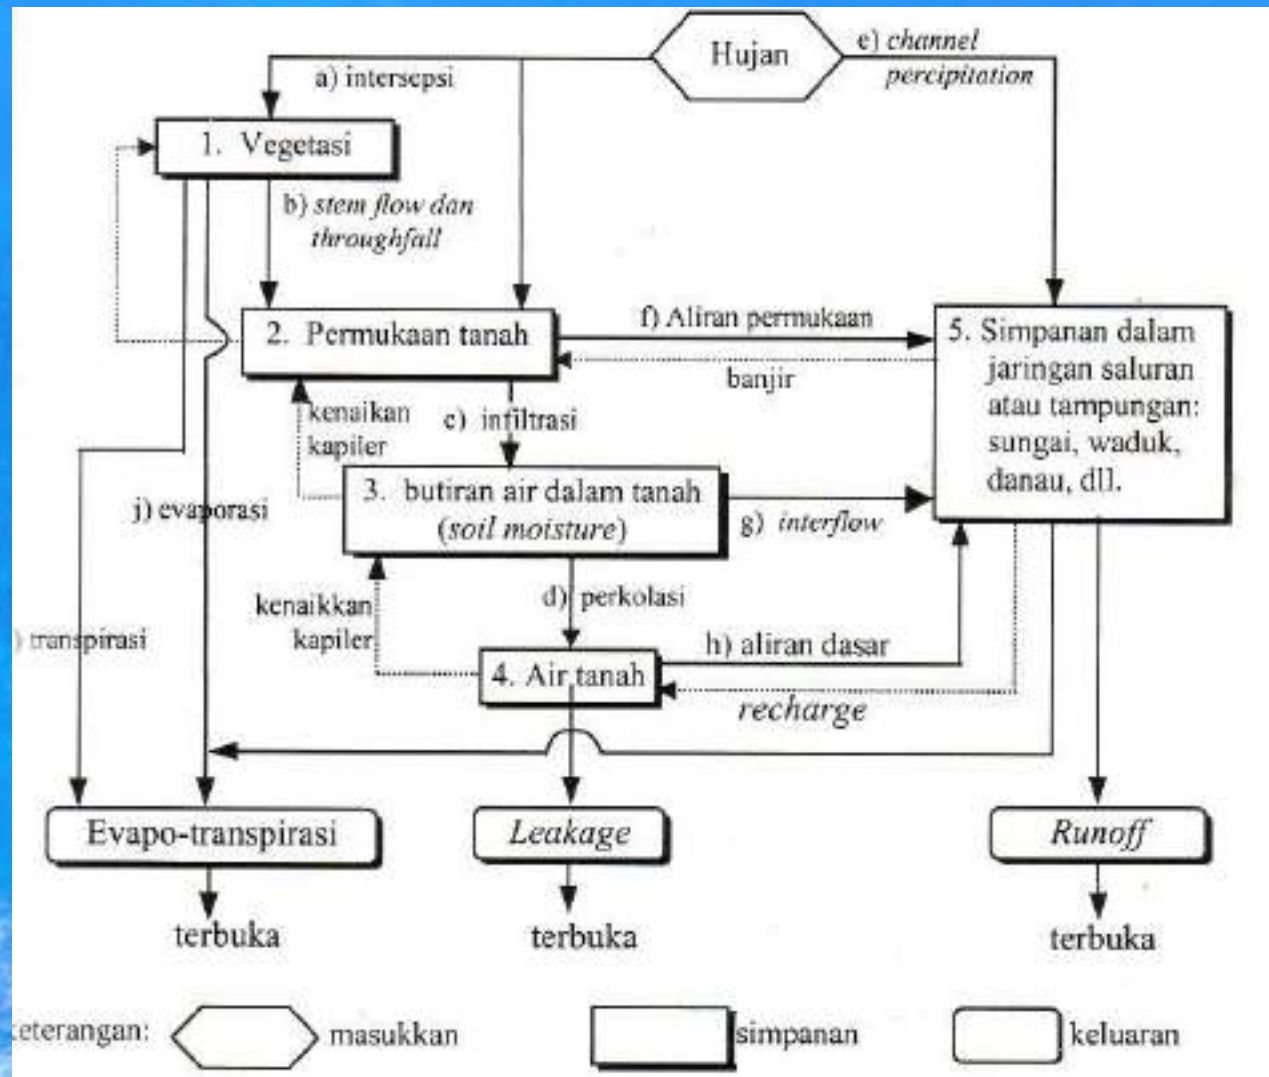 Hujan
e) channel
percipitation
a) intersepsi
1. Vegetasi
b) stem flow dan
throughfall
2. Permukaan tanah
f) Aliran permukaan
banjir
5. Simpanan dalam
jaringan saluran
atau tampungan:
sungai, waduk,
danau, dll.
kenaikan
kapiler
c) infiltrasi
3. butiran air dalam tanah
(soil moisture)
g) interflow
j) evaporasi
kenaikkan
kapiler
d) perkolasi
) transpirasi
h) aliran dasar
4. Air tanah
recharge
Evapo-transpirasi
Leakage
Runoff
terbuka
terbuka
terbuka
eterangan:
masukkan
simpanan
keluaran